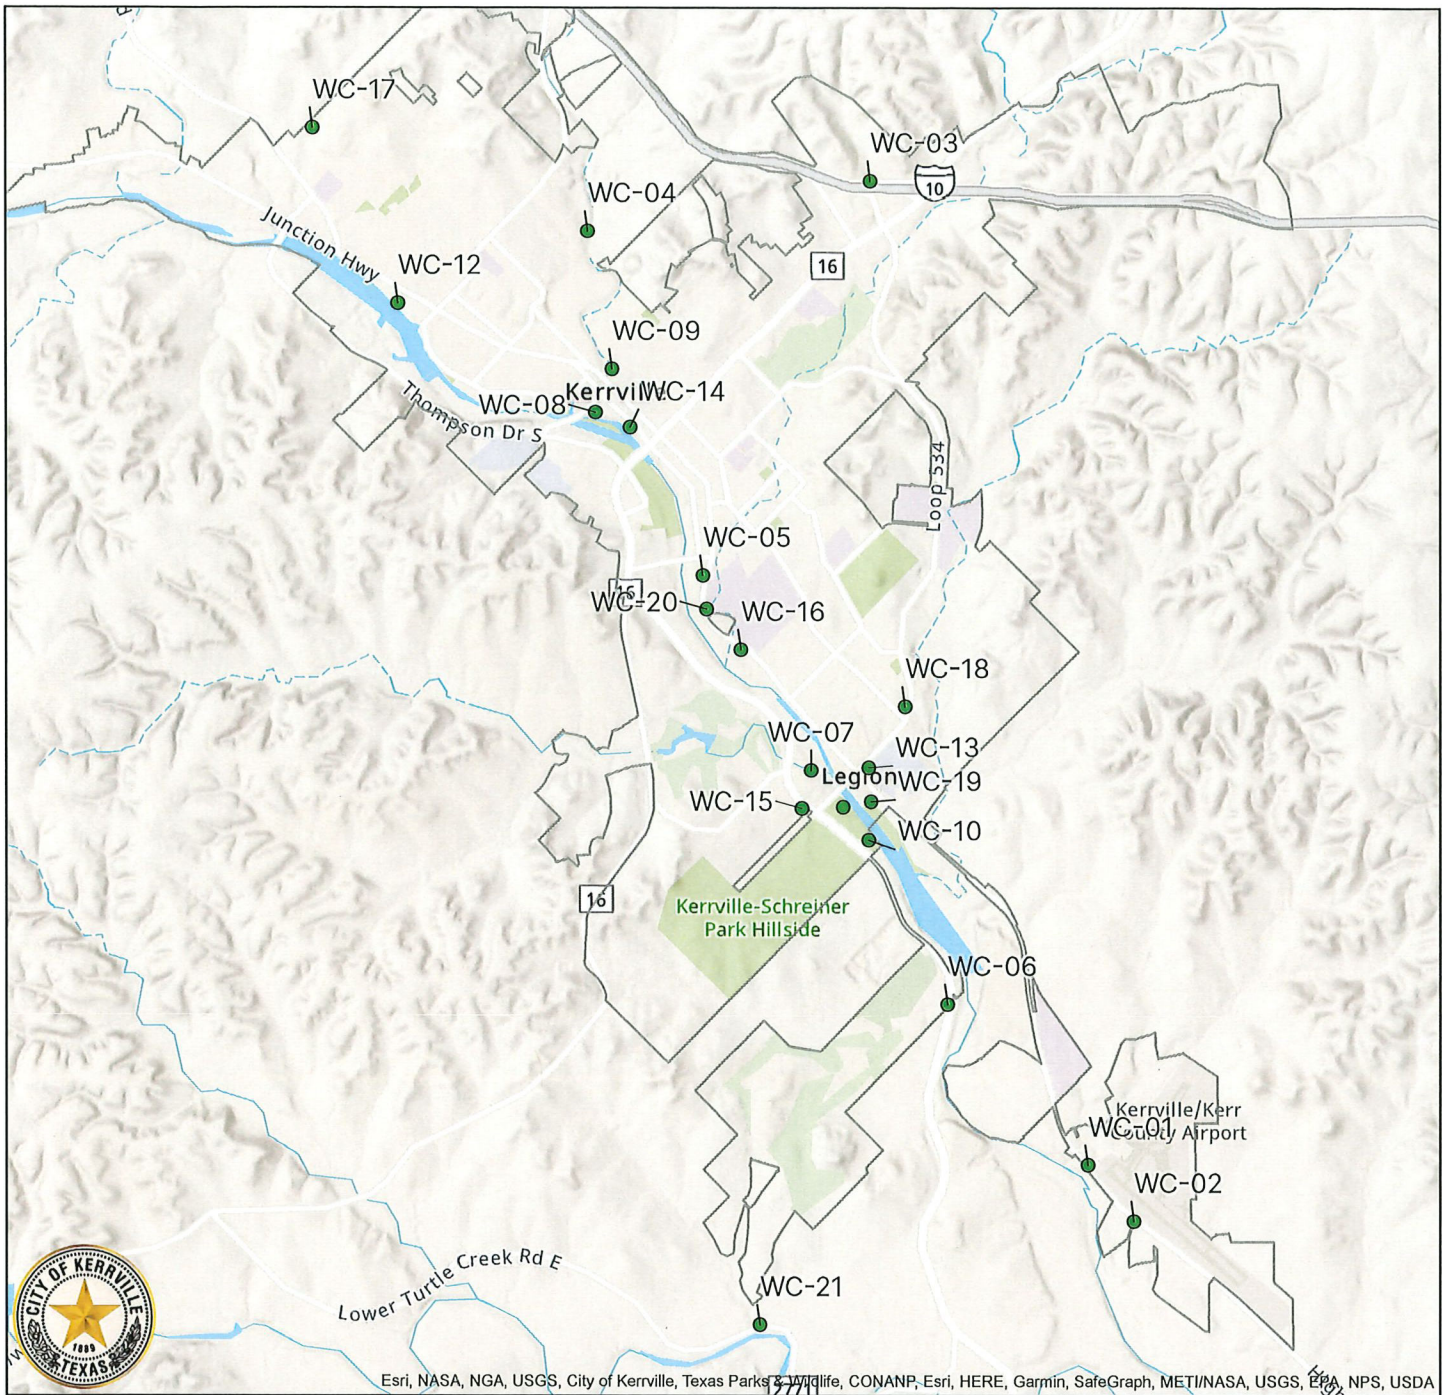 WC-17
WC-03
10
WC-04
Junction Hwy
16
WC-12
WC-09
Kerrville
WC-14
WC-08
Thompson Dr S
Loop 534
WC-05
16
WC-20
WC-16
WC-18
WC-07
WC-13
Legion
WC-19
WC-15
WC-10
16
Kerrville-Schreiner
Park Hillside
WC-06
Kerrville/Kerr
County Airport
WC-01
WC-02
CITY OF KERRVILLE
1889
TEXAS
Lower Turtle Creek Rd E
WC-21
2771
Esri, NASA, NGA, USGS, City of Kerrville, Texas Parks & Wildlife, CONANP, Esri, HERE, Garmin, SafeGraph, METI/NASA, USGS, EPA, NPS, USDA